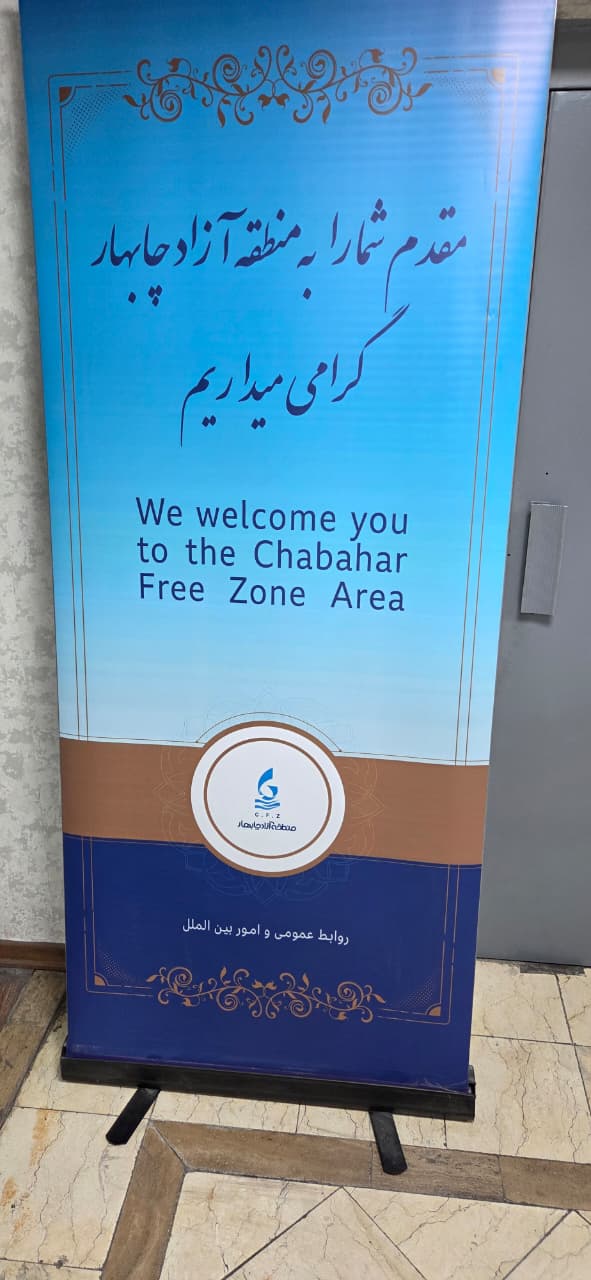 مقدم شما را به منطقه آزاد چابهار
گرامی میداریم
We welcome you
to the Chabahar
Free Zone Area
C . F . Z
منطقه آزاد چابهار
روابط عمومی و امور بین الملل